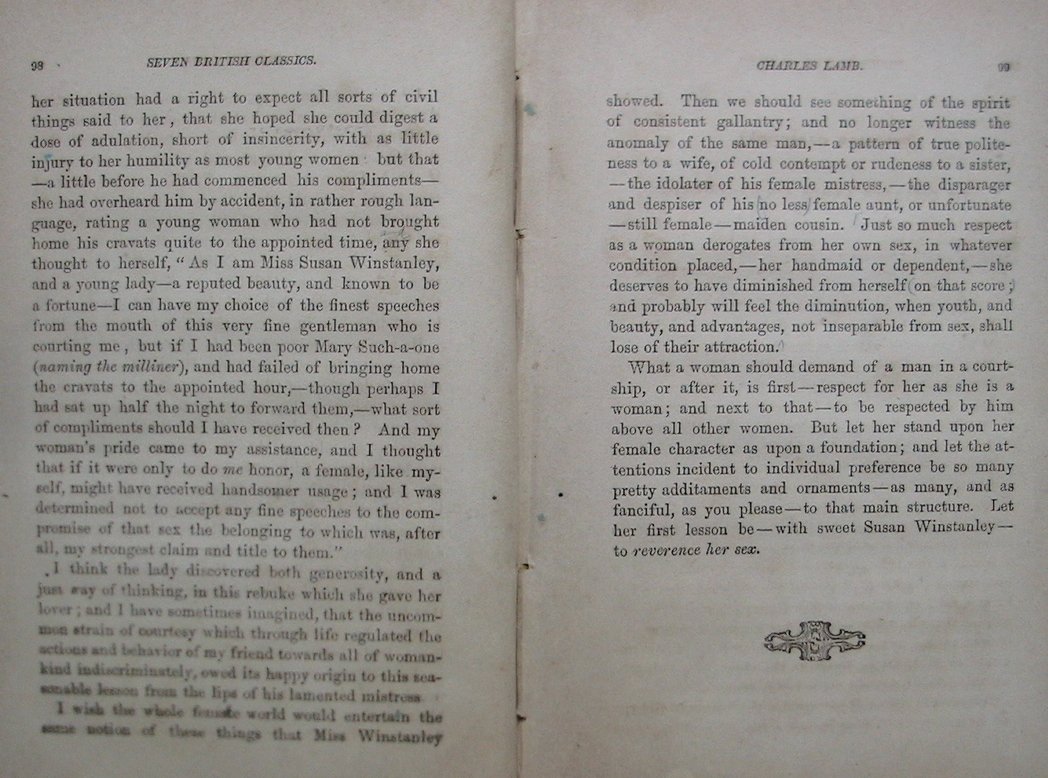 98
SEVEN BRITISH CLASSICS.
her situation had a right to expect all sorts of civil
things said to her, that she hoped she could digest a
dose of adulation, short of insincerity, with as little
injury to her humility as most young women: but that
—a little before he had commenced his compliments—
she had overheard him by accident, in rather rough lan-
guage, rating a young woman who had not brought
home his cravats quite to the appointed time, any she
thought to herself, “As I am Miss Susan Winstanley,
and a young lady—a reputed beauty, and known to be
a fortune—I can have my choice of the finest speeches
from the mouth of this very fine gentleman who is
courting me, but if I had been poor Mary Such-a-one
(naming the milliner), and had failed of bringing home
the cravats to the appointed hour,—though perhaps I
had sat up half the night to forward them,—what sort
of compliments should I have received then? And my
woman's pride came to my assistance, and I thought
that if it were only to do me honor, a female, like my-
self, might have received handsomer usage; and I was
determined not to accept any fine speeches to the com-
promise of that sex the belonging to which was, after
all, my strongest claim and title to them.”
I think the lady discovered both generosity, and a
just way of thinking, in this rebuke which she gave her
lover; and I have sometimes imagined, that the uncom-
mon strain of courtesy which through life regulated the
actions and behavior of my friend towards all of woman-
kind indiscriminately, owed its happy origin to this sea-
sonable lesson from the lips of his lamented mistress
I wish the whole female world would entertain the
same notion of these things that Miss Winstanley
CHARLES LAMB.
99
showed. Then we should see something of the spirit
of consistent gallantry; and no longer witness the
anomaly of the same man,—a pattern of true polite-
ness to a wife, of cold contempt or rudeness to a sister,
—the idolater of his female mistress,—the disparager
and despiser of his no less female aunt, or unfortunate
—still female—maiden cousin. Just so much respect
as a woman derogates from her own sex, in whatever
condition placed,—her handmaid or dependent,—she
deserves to have diminished from herself on that score;
and probably will feel the diminution, when youth, and
beauty, and advantages, not inseparable from sex, shall
lose of their attraction.
What a woman should demand of a man in a court-
ship, or after it, is first—respect for her as she is a
woman; and next to that—to be respected by him
above all other women. But let her stand upon her
female character as upon a foundation; and let the at-
tentions incident to individual preference be so many
pretty additaments and ornaments—as many, and as
fanciful, as you please—to that main structure. Let
her first lesson be—with sweet Susan Winstanley—
to reverence her sex.